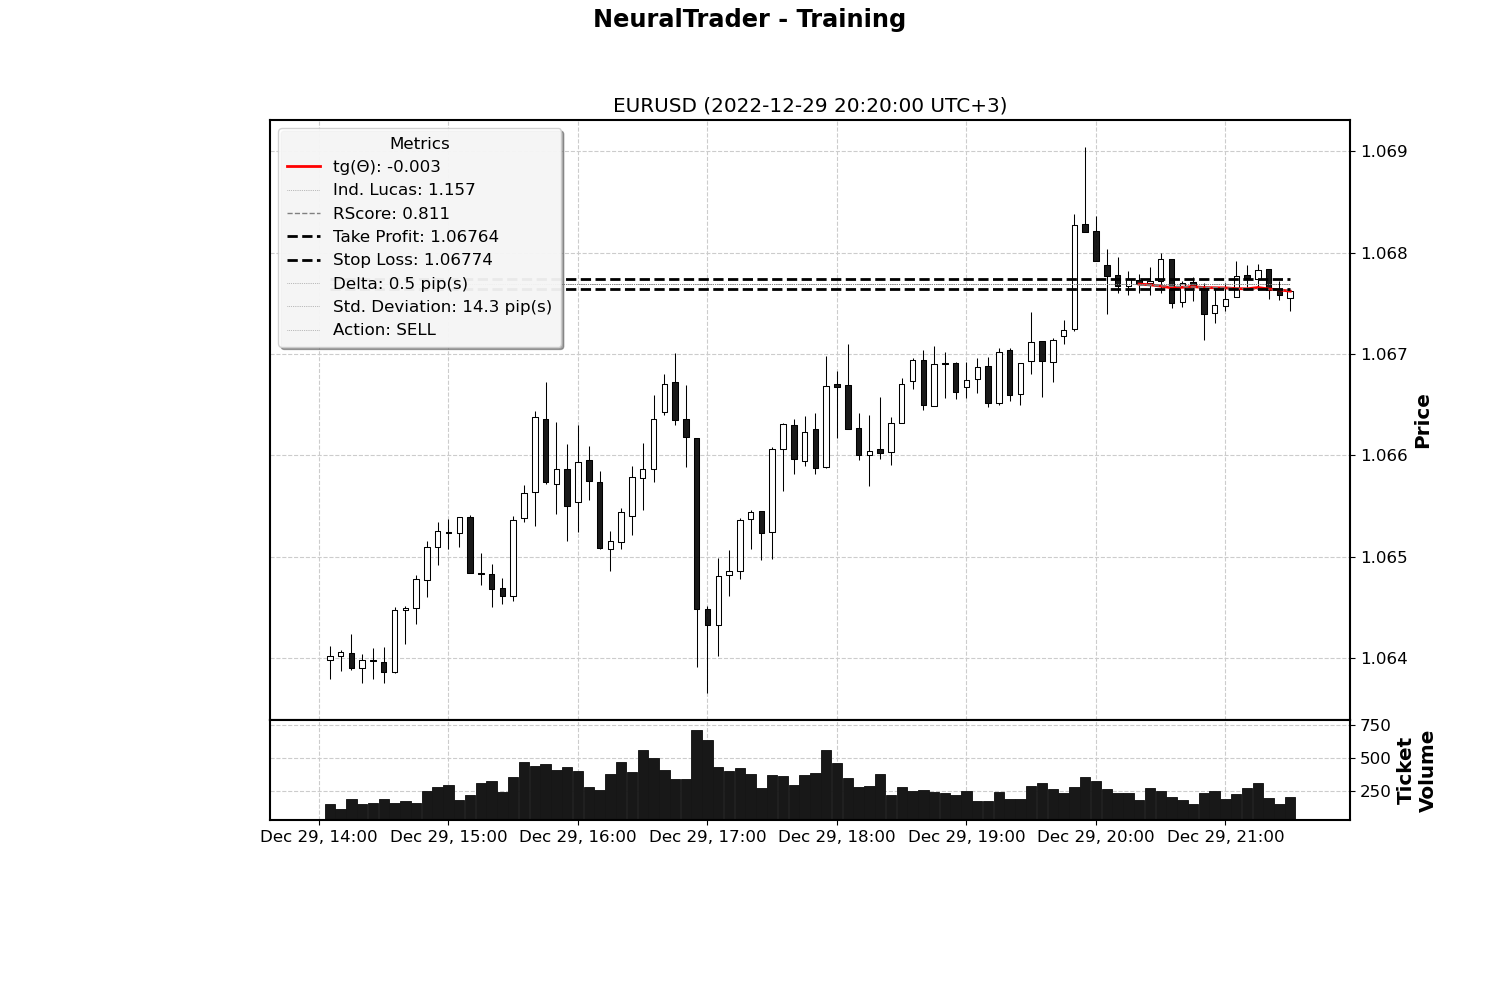 NeuralTrader - Training
EURUSD (2022-12-29 20:20:00 UTC+3)
Metrics
tg(Θ): -0.003
Ind. Lucas: 1.157
RScore: 0.811
Take Profit: 1.06764
Stop Loss: 1.06774
Delta: 0.5 pip(s)
Std. Deviation: 14.3 pip(s)
Action: SELL
1.069
1.068
1.067
1.066
1.065
1.064
Price
750
500
250
Ticket
Volume
Dec 29, 14:00 Dec 29, 15:00 Dec 29, 16:00 Dec 29, 17:00 Dec 29, 18:00 Dec 29, 19:00 Dec 29, 20:00 Dec 29, 21:00